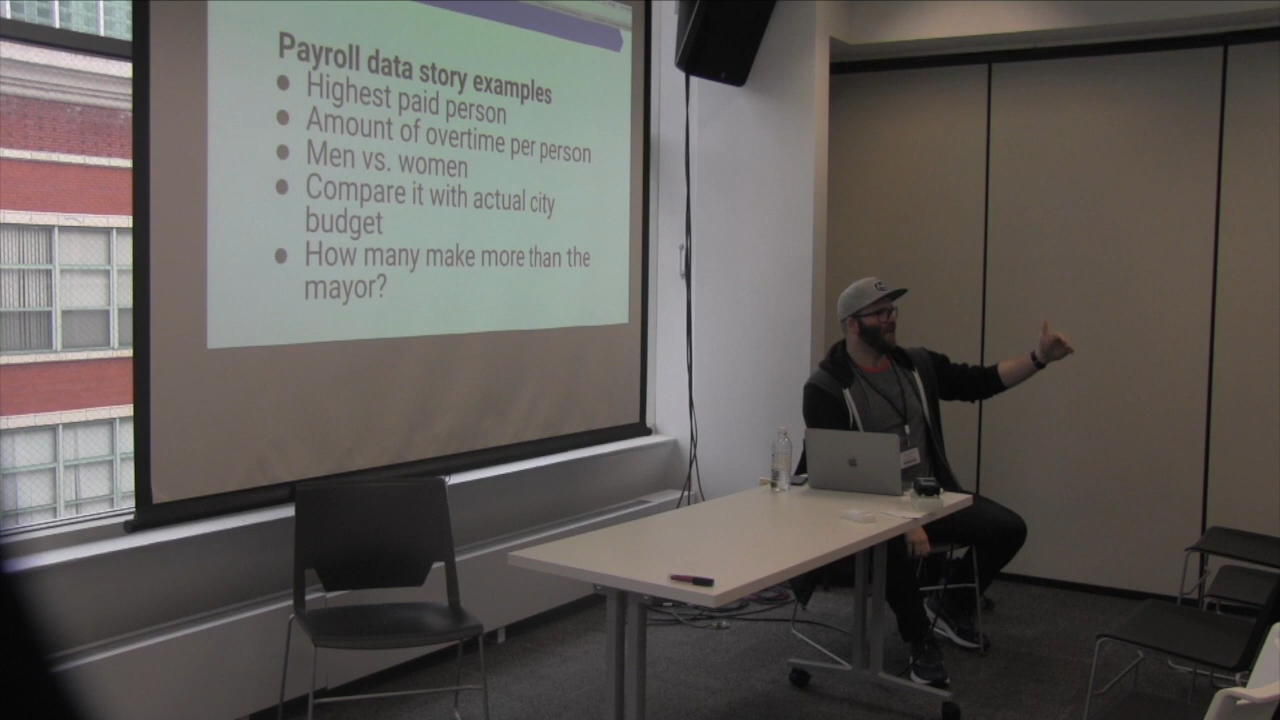 Payroll data story examples
● Highest paid person
● Amount of overtime per person
● Men vs. women
● Compare it with actual city
budget
● How many make more than the
mayor?